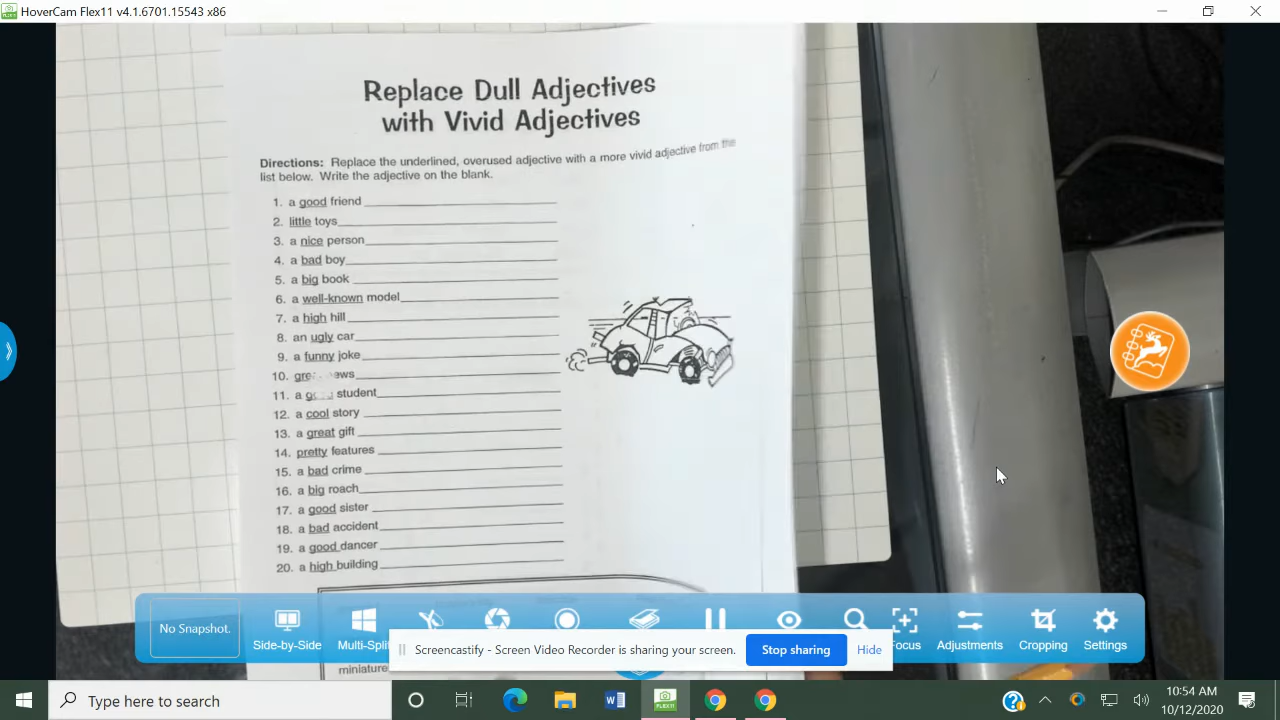 HoverCam Flex11 v4.1.6701.15543 x86
Replace Dull Adjectives
with Vivid Adjectives
Directions: Replace the underlined, overused adjective with a more vivid adjective from the
list below. Write the adjective on the blank.
1. a good friend
2. little toys
3. a nice person
4. a bad boy
5. a big book
6. a well-known model
7. a high hill
8. an ugly car
9. a funny joke
10.
11. a student
12. a cool story
13. a great gift
14. pretty features
15. a bad crime
16. a big roach
17. a good sister
18. a bad accident
19. a good dancer
20. a high building
miniature
No Snapshot.
Side-by-Side
Multi-Split
Adjustments
Cropping
Settings
Screencastify - Screen Video Recorder is sharing your screen.
Stop sharing
Hide
Type here to search
FLEX11
10:54 AM
10/12/2020